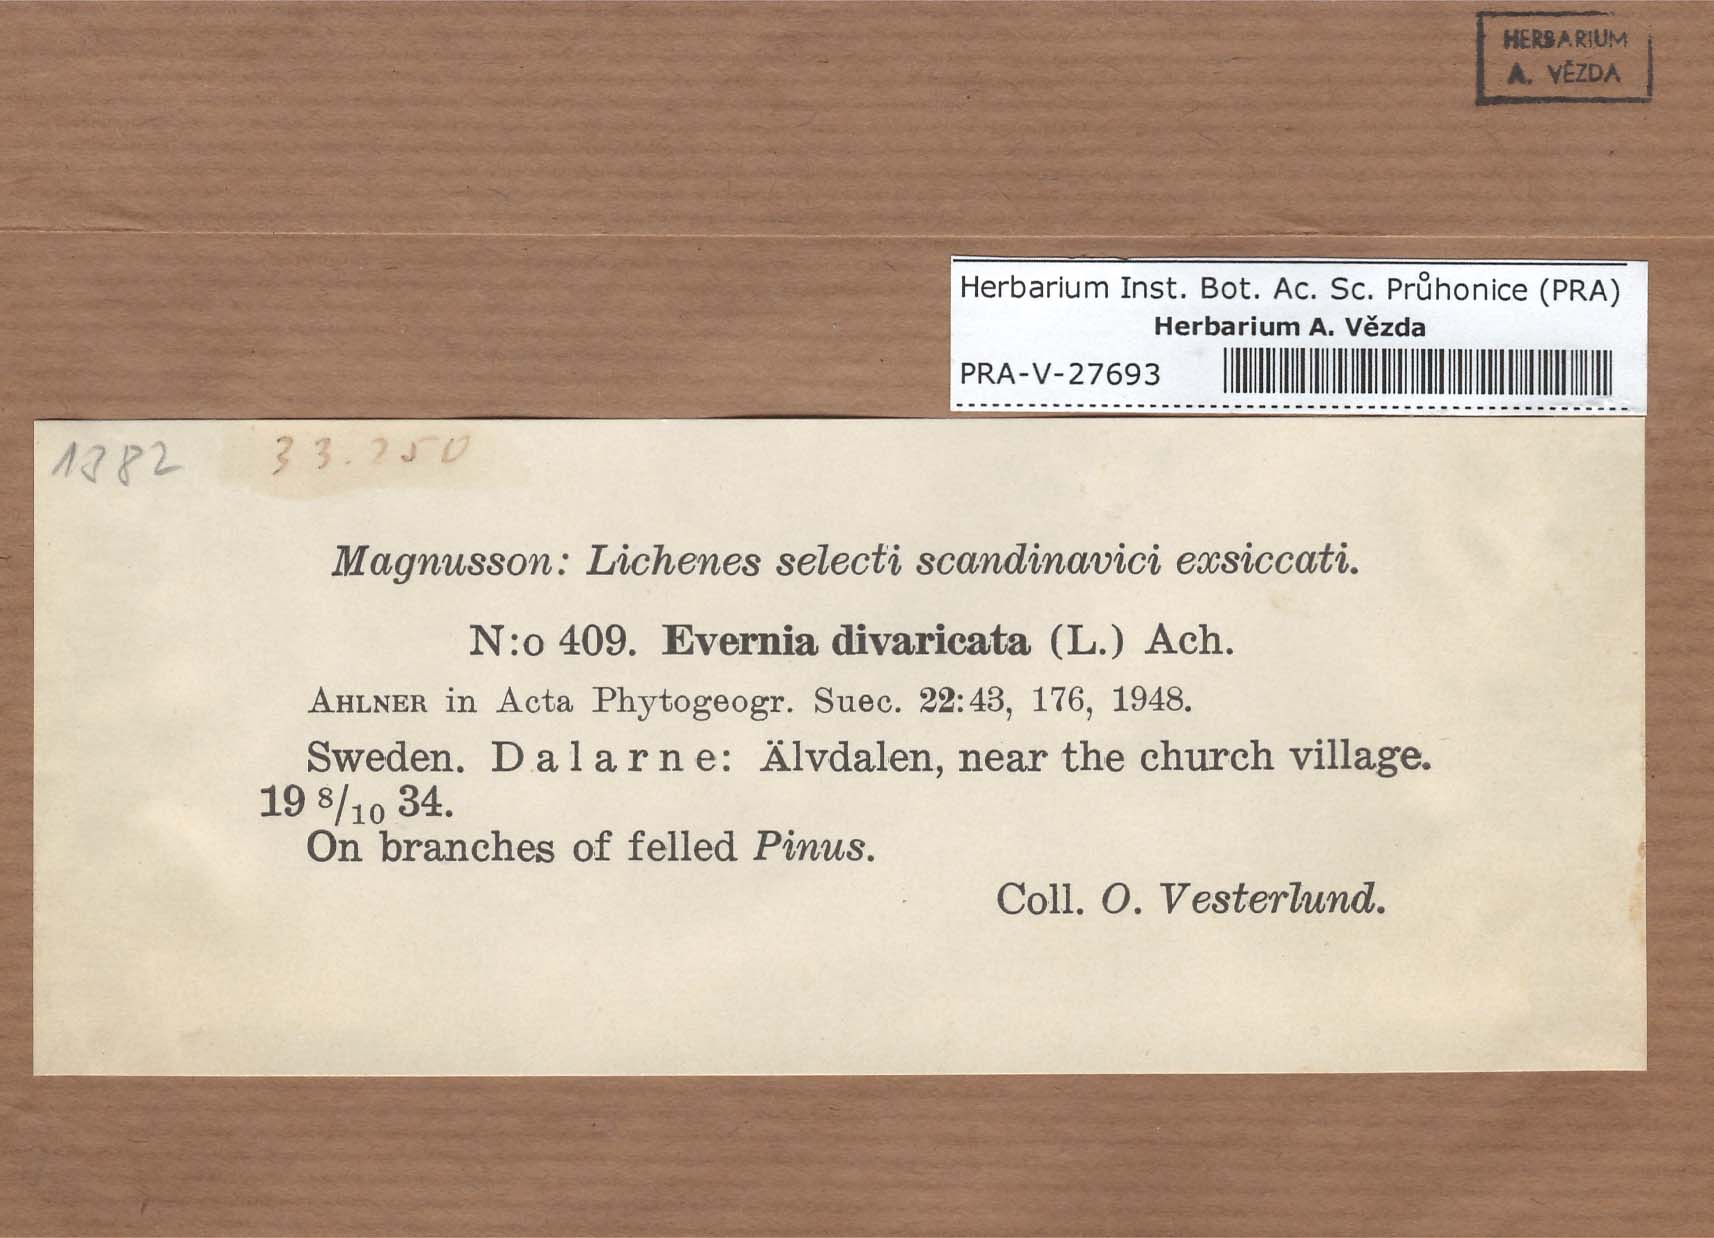 HERBARIUM
A. VĚZDA
Herbarium Inst. Bot. Ac. Sc. Průhonice (PRA)
Herbarium A. Vězda
PRA-V-27693
1982 33.250
Magnusson: Lichenes selecti scandinavici exsiccati.
N:o 409. Evernia divaricata (L.) Ach.
AHLNER in Acta Phytogeogr. Suec. 22:43, 176, 1948.
Sweden. Dalarne: Älvdalen, near the church village.
19 8/10 34.
On branches of felled Pinus.
Coll. O. Vesterlund.